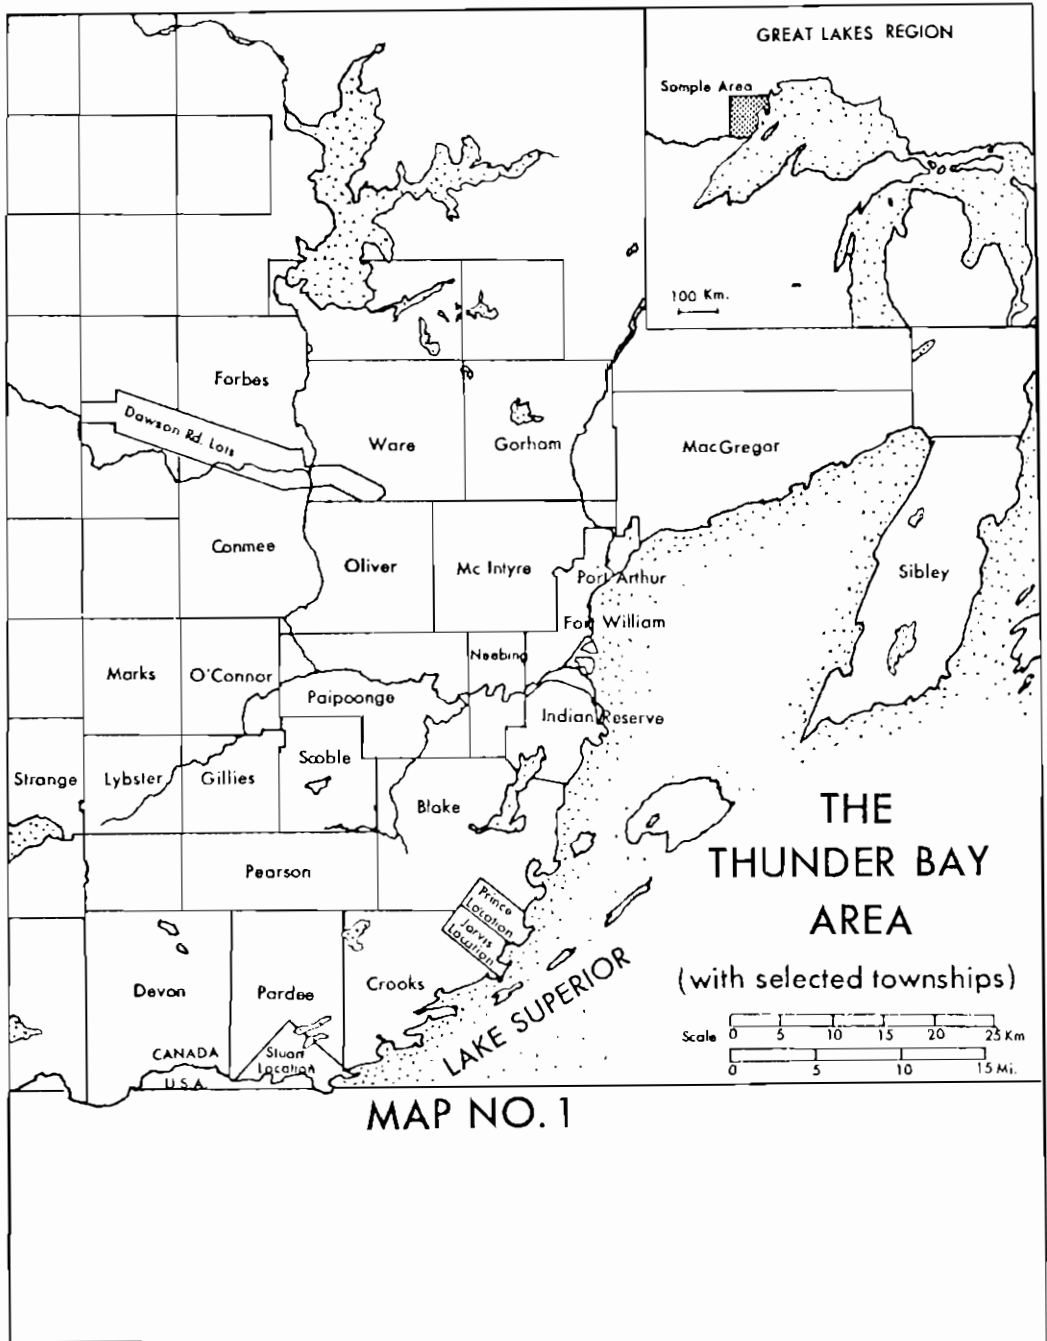 GREAT LAKES REGION
Sample Area
100 Km.
Forbes
Dawson Rd. Lots
Ware
Gorham
MacGregor
Conmee
Oliver
Mc Intyre
Port Arthur
Fort William
Sibley
Marks
O'Connor
Neebing
Paipoonge
Indian Reserve
Strange
Lybster
Gillies
Scoble
Blake
Pearson
Prince
Location
Jarvis
Location
Devon
Pardee
Crooks
Stuart
Location
CANADA
U.S.A.
LAKE SUPERIOR
THE
THUNDER BAY
AREA
(with selected townships)
Scale 0 5 10 15 20 25 Km
0 5 10 15 Mi.
MAP NO. 1